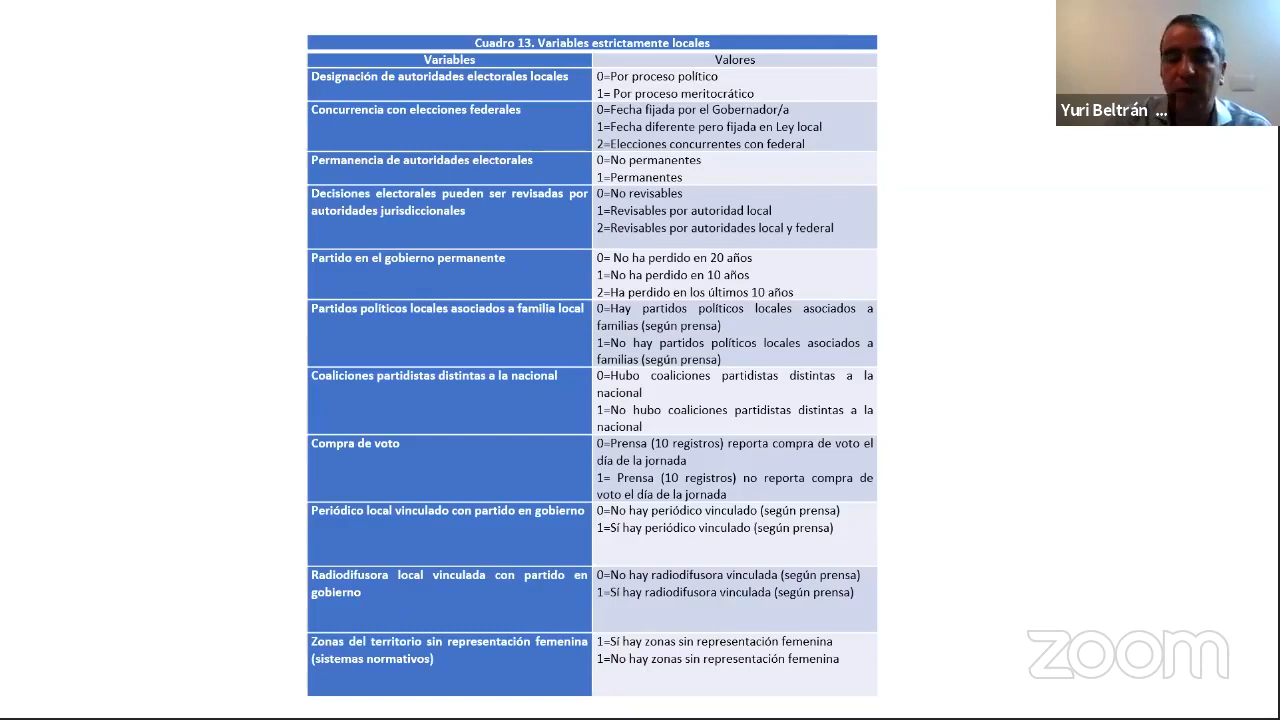 Cuadro 13. Variables estrictamente locales
Variables
Valores
Designación de autoridades electorales locales
0=Por proceso político
1= Por proceso meritocrático
Concurrencia con elecciones federales
0=Fecha fijada por el Gobernador/a
1=Fecha diferente pero fijada en Ley local
2=Elecciones concurrentes con federal
Permanencia de autoridades electorales
0=No permanentes
1=Permanentes
Decisiones electorales pueden ser revisadas por
autoridades jurisdiccionales
0=No revisables
1=Revisables por autoridad local
2=Revisables por autoridades local y federal
Partido en el gobierno permanente
0= No ha perdido en 20 años
1=No ha perdido en 10 años
2=Ha perdido en los últimos 10 años
Partidos políticos locales asociados a familia local
0=Hay partidos políticos locales asociados a
familias (según prensa)
1=No hay partidos políticos locales asociados a
familias (según prensa)
Coaliciones partidistas distintas a la nacional
0=Hubo coaliciones partidistas distintas a la
nacional
1=No hubo coaliciones partidistas distintas a la
nacional
Compra de voto
0=Prensa (10 registros) reporta compra de voto el
día de la jornada
1= Prensa (10 registros) no reporta compra de
voto el día de la jornada
Periódico local vinculado con partido en gobierno
0=No hay periódico vinculado (según prensa)
1=Sí hay periódico vinculado (según prensa)
Radiodifusora local vinculada con partido en
gobierno
0=No hay radiodifusora vinculada (según prensa)
1=Sí hay radiodifusora vinculada (según prensa)
Zonas del territorio sin representación femenina
(sistemas normativos)
1=Sí hay zonas sin representación femenina
1=No hay zonas sin representación femenina
Yuri Beltrán ...
zoom